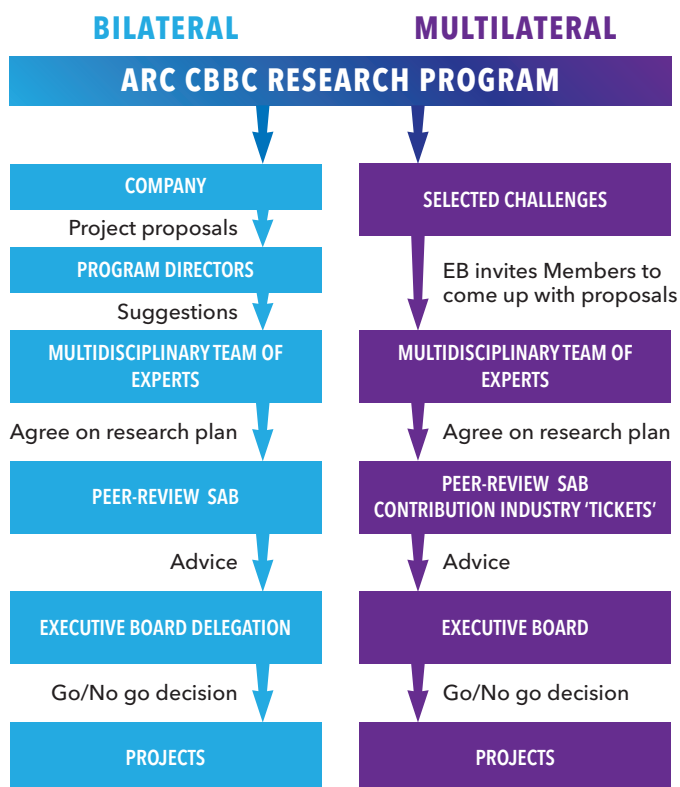 BILATERAL
MULTILATERAL
ARC CBBC RESEARCH PROGRAM
COMPANY
Project proposals
PROGRAM DIRECTORS
Suggestions
MULTIDISCIPLINARY TEAM OF
EXPERTS
Agree on research plan
PEER-REVIEW SAB
Advice
EXECUTIVE BOARD DELEGATION
Go/No go decision
PROJECTS
SELECTED CHALLENGES
EB invites Members to
come up with proposals
MULTIDISCIPLINARY TEAM OF
EXPERTS
Agree on research plan
PEER-REVIEW SAB
CONTRIBUTION INDUSTRY ‘TICKETS’
Advice
EXECUTIVE BOARD
Go/No go decision
PROJECTS